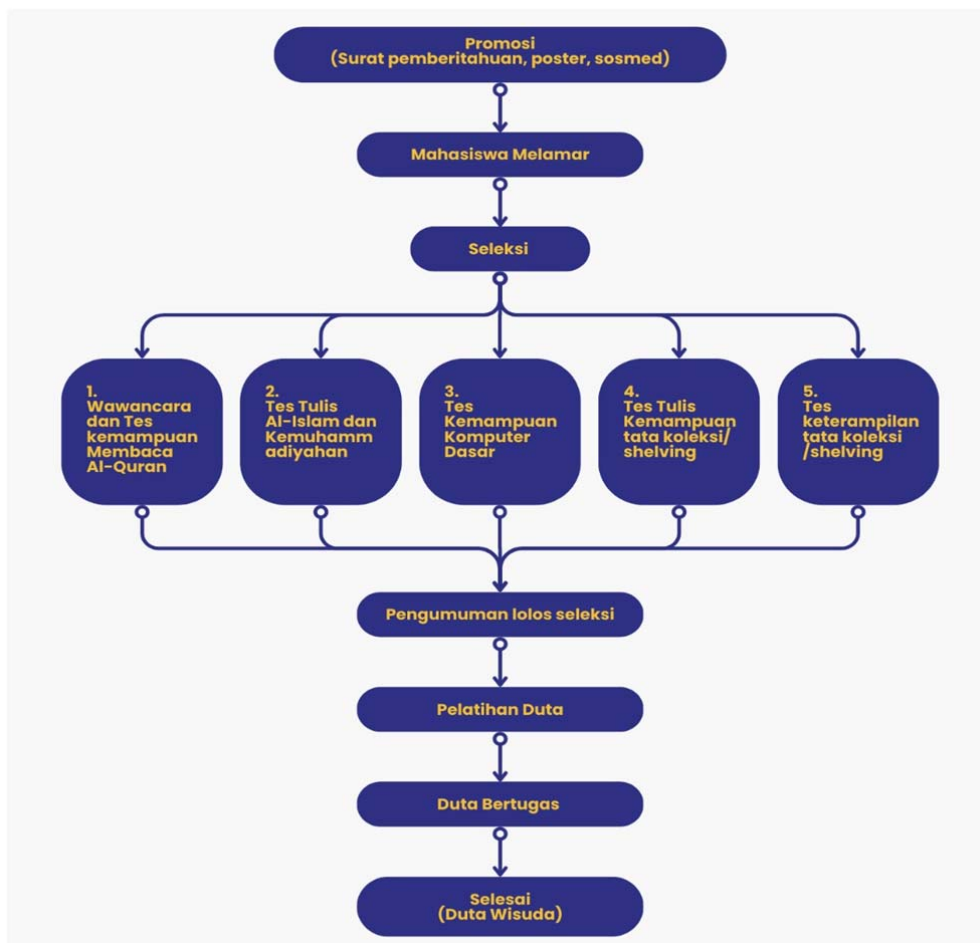 Promosi
(Surat pemberitahuan, poster, sosmed)
Mahasiswa Melamar
Seleksi
1.
Wawancara
dan Tes
kemampuan
Membaca
Al-Quran
2.
Tes Tulis
Al-Islam dan
Kemuhamm
adiyahan
3.
Tes
Kemampuan
Komputer
Dasar
4.
Tes Tulis
Kemampuan
tata koleksi/
shelving
5.
Tes
keterampilan
tata koleksi
/shelving
Pengumuman lolos seleksi
Pelatihan Duta
Duta Bertugas
Selesai
(Duta Wisuda)